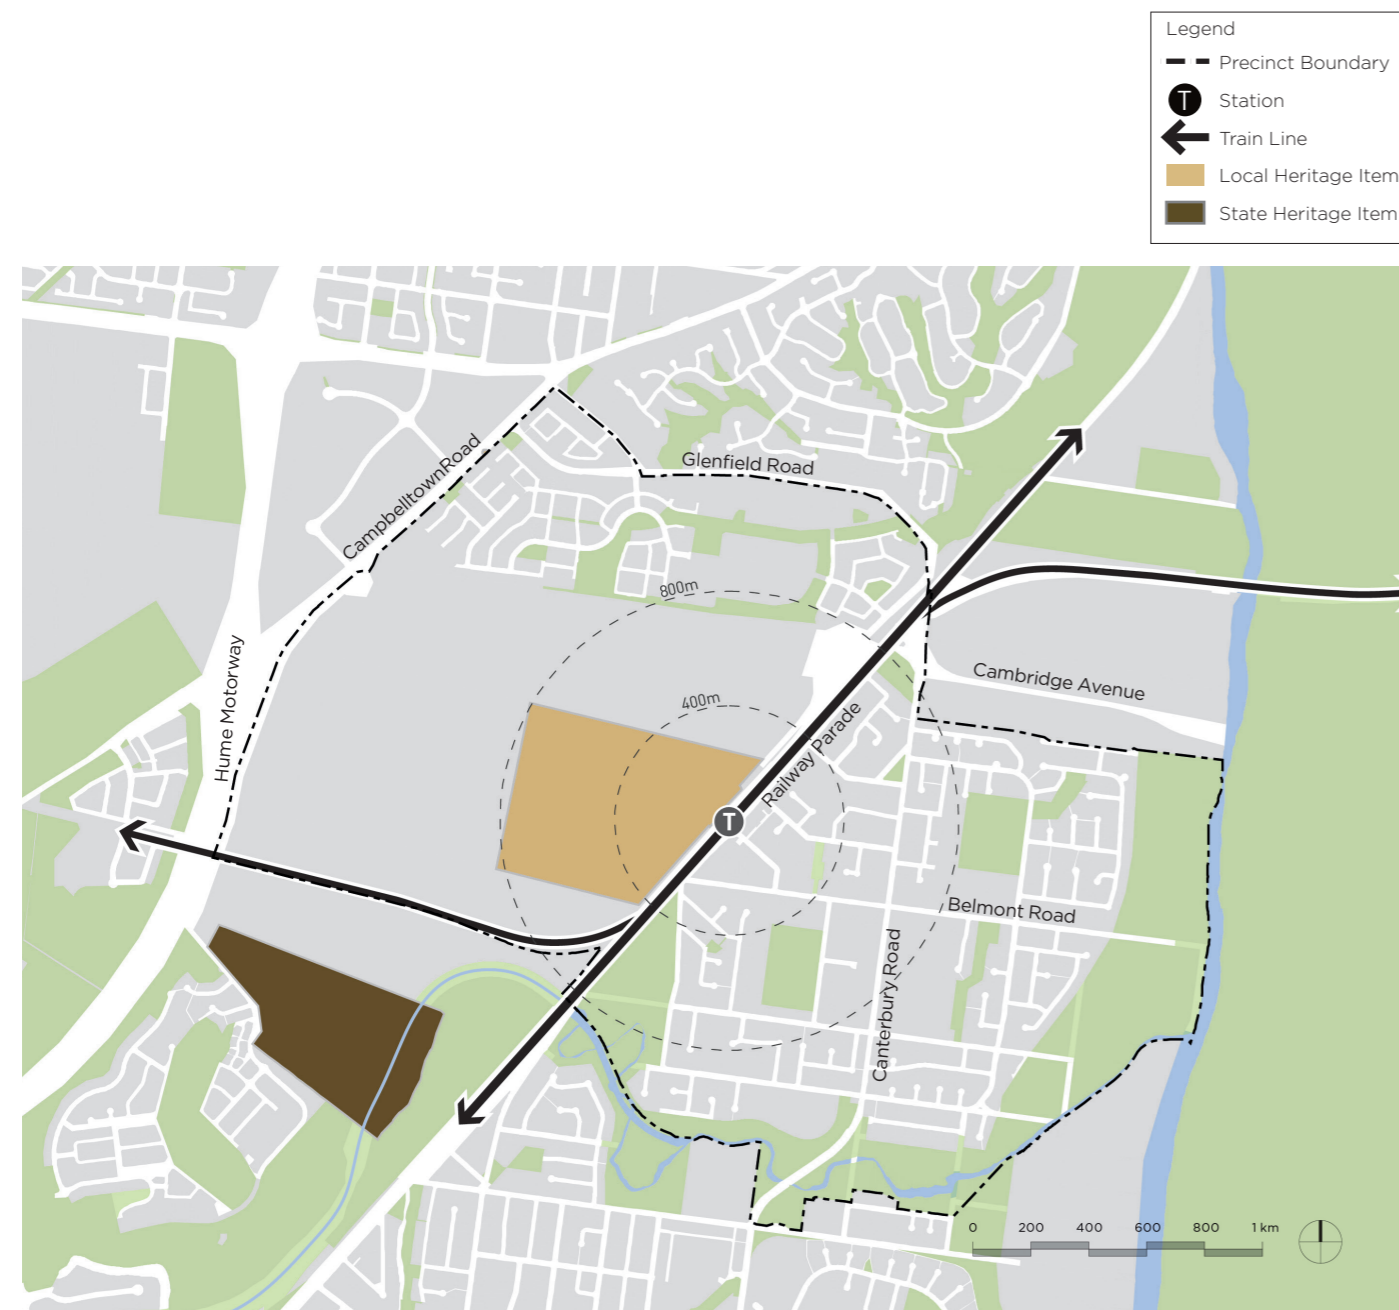 Legend
Precinct Boundary
T Station
Train Line
Local Heritage Item
State Heritage Item
CampbelltownRoad
Glenfield Road
800m
Hume Motorway
Cambridge Avenue
400m
Railway Parade
T
Belmont Road
Canterbury Road
0 200 400 600 800 1 km